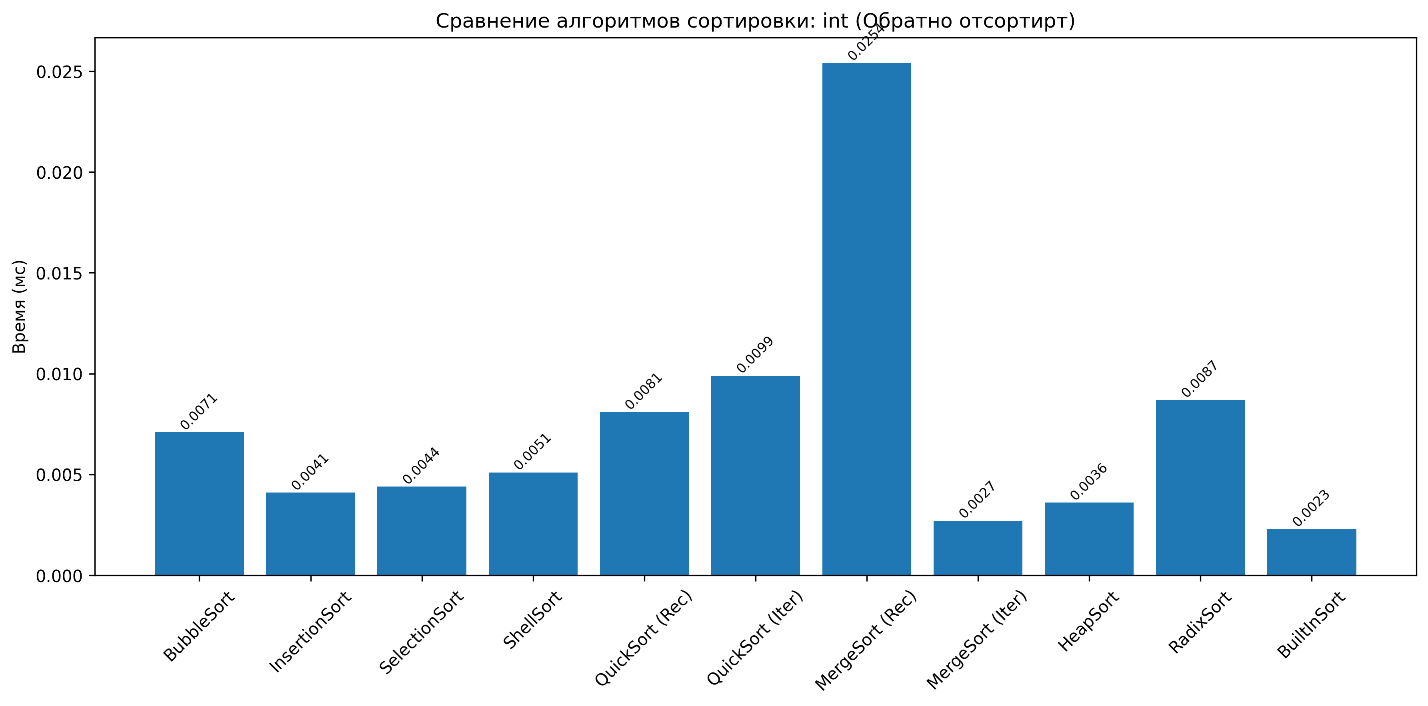 Сравнение алгоритмов сортировки: int (Обратно отсортирт)
Время (мс)
0.025
0.020
0.015
0.010
0.005
0.000
0.0071
0.0041
0.0044
0.0051
0.0081
0.0099
0.0254
0.0027
0.0036
0.0087
0.0023
BubbleSort
InsertionSort
SelectionSort
ShellSort
QuickSort (Rec)
QuickSort (Iter)
MergeSort (Rec)
MergeSort (Iter)
HeapSort
RadixSort
BuiltInSort